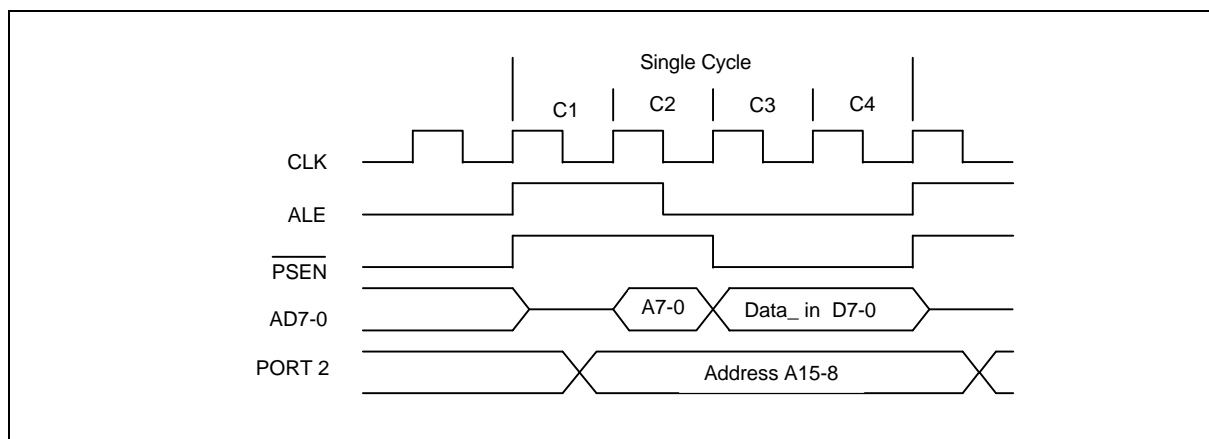 Single Cycle
C1 C2 C3 C4
CLK
ALE
PSEN
AD7-0 A7-0 Data_ in D7-0
PORT 2 Address A15-8